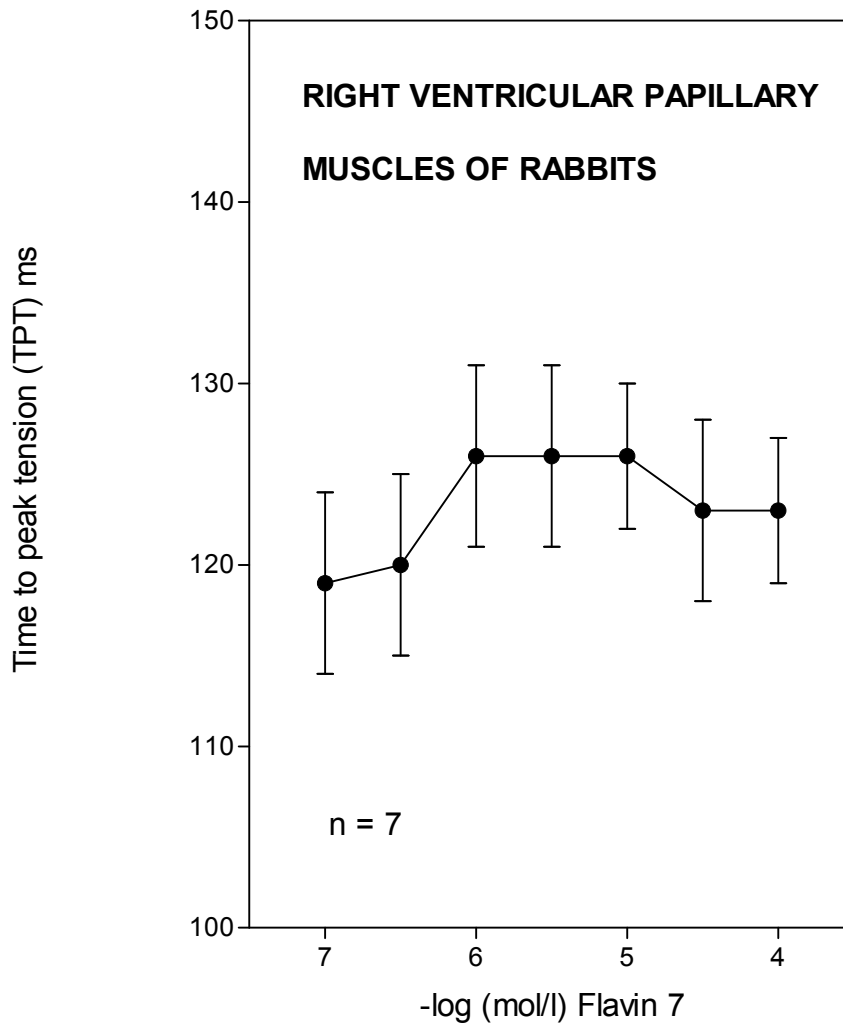 150
RIGHT VENTRICULAR PAPILLARY
MUSCLES OF RABBITS
140
Time to peak tension (TPT) ms
130
120
110
n = 7
100
7 6 5 4
-log (mol/l) Flavin 7